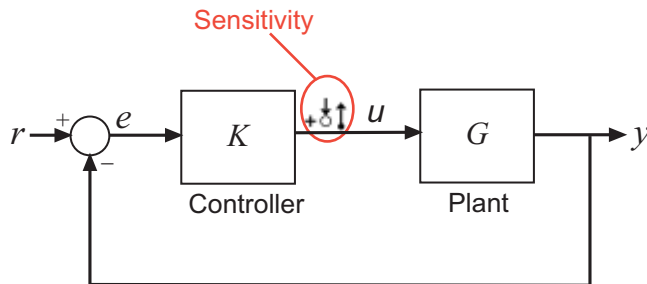 Sensitivity
r
+
−
e
K
+
u
G
y
Controller
Plant